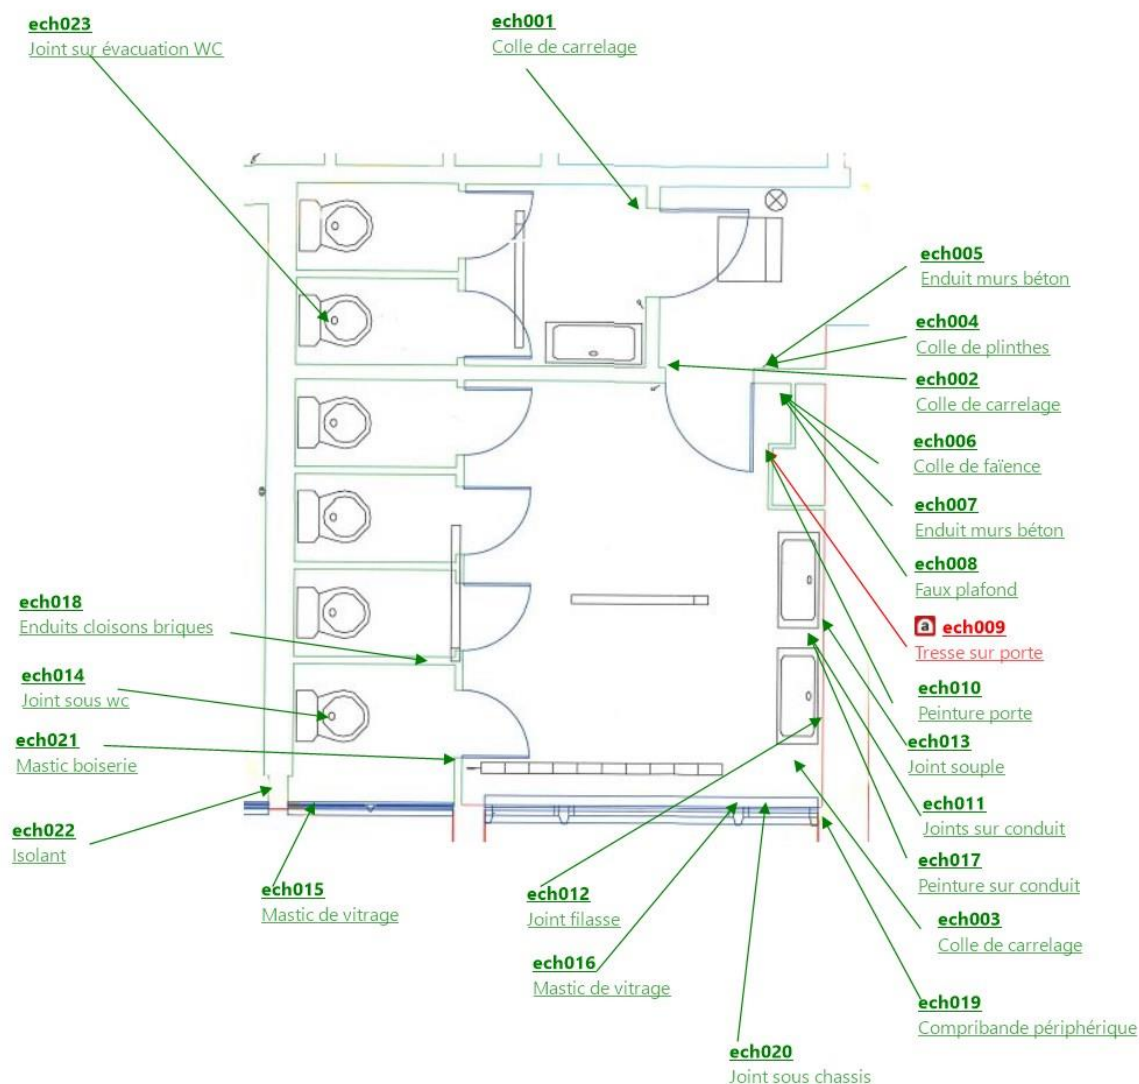 ech023
Joint sur évacuation WC
ech001
Colle de carrelage
ech005
Enduit murs béton
ech004
Colle de plinthes
ech002
Colle de carrelage
ech006
Colle de faïence
ech007
Enduit murs béton
ech008
Faux plafond
a ech009
Tresse sur porte
ech010
Peinture porte
ech013
Joint souple
ech011
Joints sur conduit
ech017
Peinture sur conduit
ech003
Colle de carrelage
ech019
Compribande périphérique
ech018
Enduits cloisons briques
ech014
Joint sous wc
ech021
Mastic boiserie
ech022
Isolant
ech015
Mastic de vitrage
ech012
Joint filasse
ech016
Mastic de vitrage
ech020
Joint sous chassis